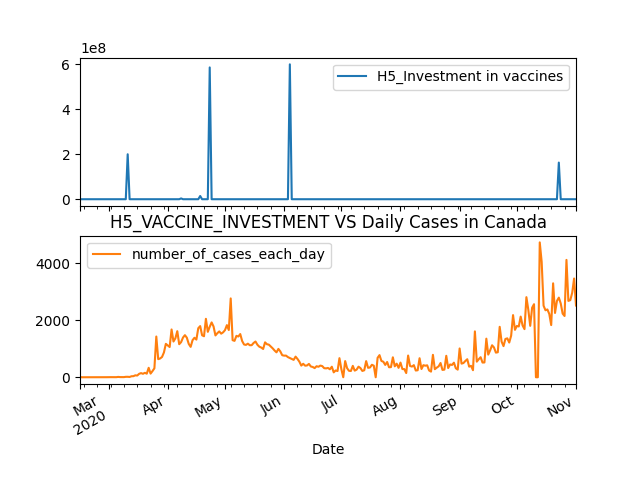 1e8
6
4
2
0
H5_Investment in vaccines
H5_VACCINE_INVESTMENT VS Daily Cases in Canada
4000
2000
0
number_of_cases_each_day
Mar Apr May Jun Jul Aug Sep Oct Nov
2020
Date